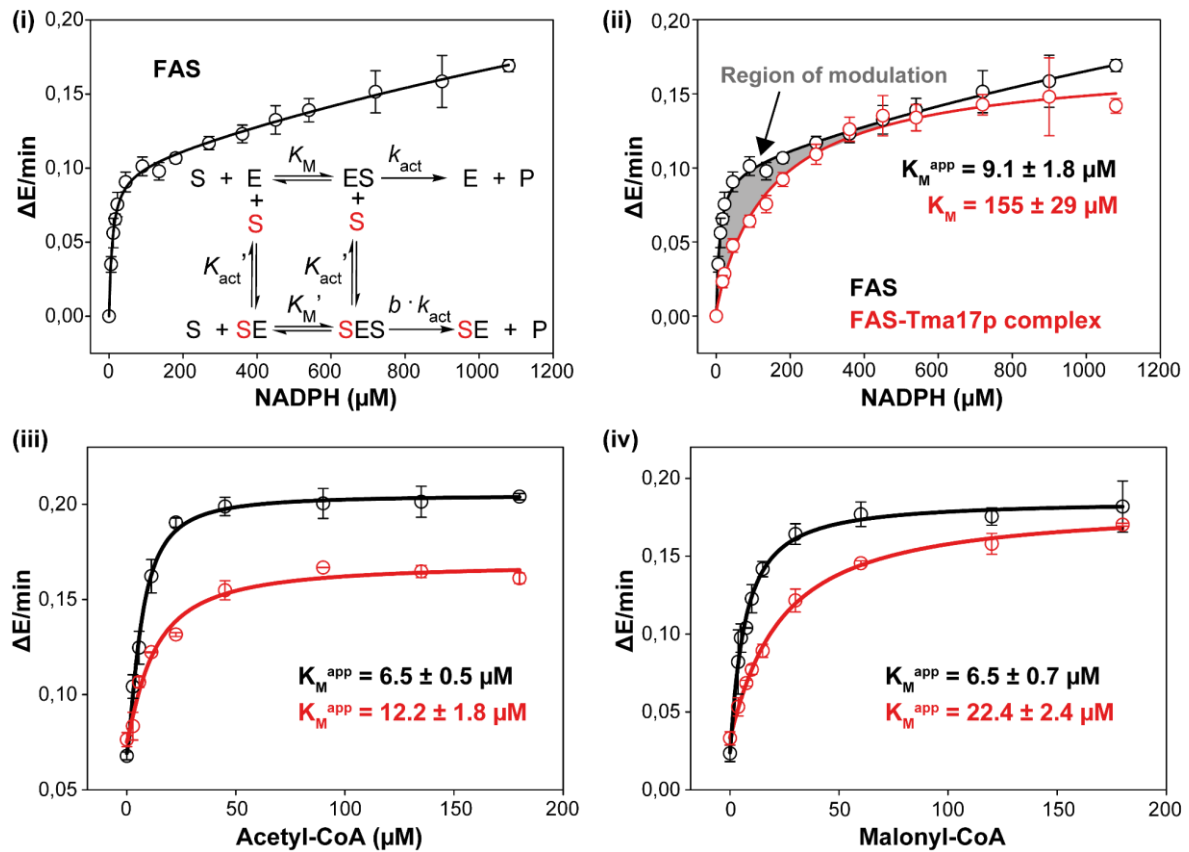 (i)
0,20
0,15
0,10
0,05
0,00
ΔE/min
FAS
S + E ⇌ ES → E + P
K_M
k_act
+
+
S
S
K_act'
K_act'
K_M'
b · k_act
S + SE ⇌ SES → SE + P
0 200 400 600 800 1000 1200
NADPH (µM)
(ii)
0,20
0,15
0,10
0,05
0,00
ΔE/min
Region of modulation
K_M^app = 9.1 ± 1.8 µM
K_M = 155 ± 29 µM
FAS
FAS-Tma17p complex
0 200 400 600 800 1000 1200
NADPH (µM)
(iii)
0,20
0,15
0,10
0,05
ΔE/min
K_M^app = 6.5 ± 0.5 µM
K_M^app = 12.2 ± 1.8 µM
0 50 100 150 200
Acetyl-CoA (µM)
(iv)
0,20
0,15
0,10
0,05
0,00
ΔE/min
K_M^app = 6.5 ± 0.7 µM
K_M^app = 22.4 ± 2.4 µM
0 50 100 150 200
Malonyl-CoA